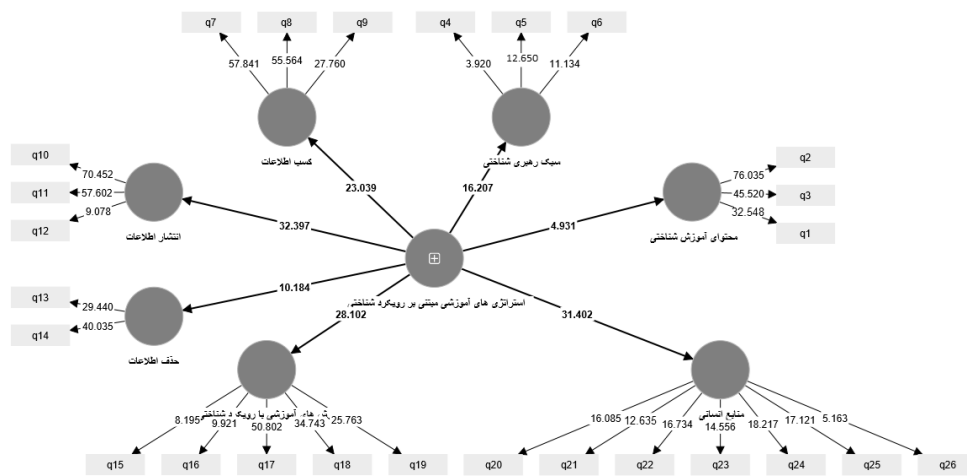 q7
q8
q9
q4
q5
q6
57.841
55.564
27.760
3.920
12.650
11.134
کسب اطلاعات
سبک رهبری شناختی
q10
q11
q12
70.452
57.602
9.078
انتشار اطلاعات
23.039
16.207
q2
q3
q1
76.035
45.520
32.548
محتوای آموزش شناختی
32.397
4.931
q13
q14
29.440
40.035
حذف اطلاعات
10.184
استراتژی های آموزشی مبتنی بر رویکرد شناختی
28.102
31.402
های آموزشی با رویکرد شناختی
منابع انسانی
8.195
9.921
50.802
34.743
25.763
16.085
12.635
16.734
14.556
18.217
17.121
5.163
q15
q16
q17
q18
q19
q20
q21
q22
q23
q24
q25
q26